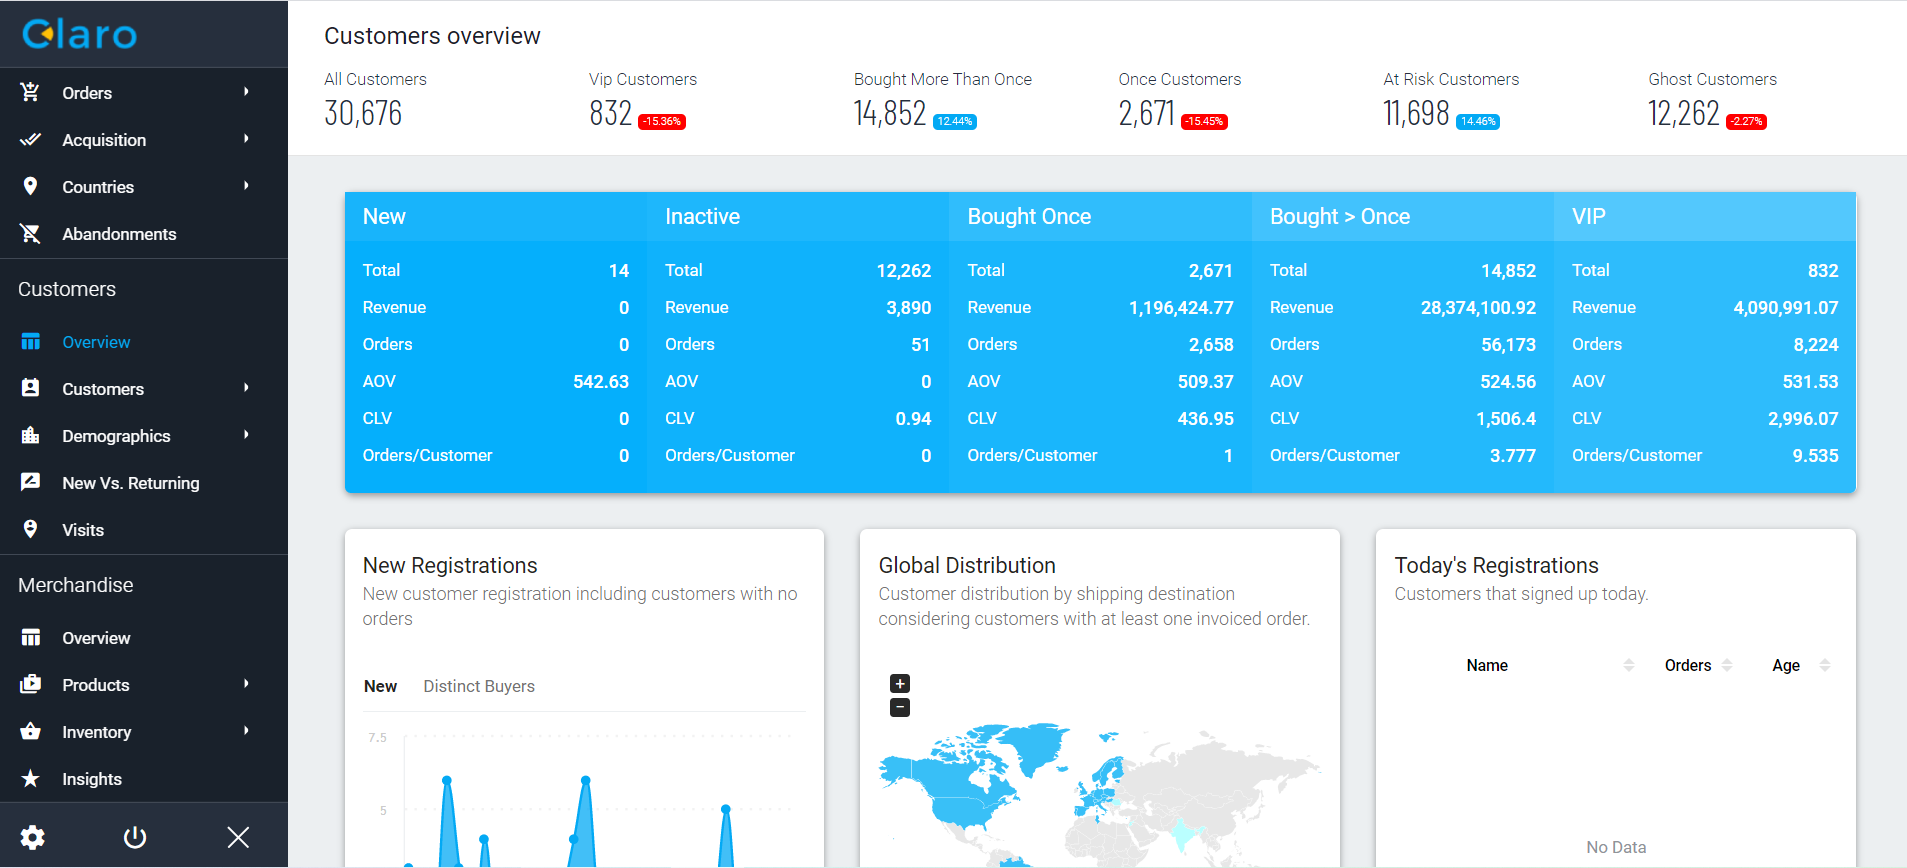 Claro
Orders
Acquisition
Countries
Abandonments
Customers
Overview
Customers
Demographics
New Vs. Returning
Visits
Merchandise
Overview
Products
Inventory
Insights
Customers overview
All Customers
30,676
Vip Customers
832 -15.36%
Bought More Than Once
14,852 12.44%
Once Customers
2,671 -15.45%
At Risk Customers
11,698 14.46%
Ghost Customers
12,262 -2.27%
New
Total 14
Revenue 0
Orders 0
AOV 542.63
CLV 0
Orders/Customer 0
Inactive
Total 12,262
Revenue 3,890
Orders 51
AOV 0
CLV 0.94
Orders/Customer 0
Bought Once
Total 2,671
Revenue 1,196,424.77
Orders 2,658
AOV 509.37
CLV 436.95
Orders/Customer 1
Bought > Once
Total 14,852
Revenue 28,374,100.92
Orders 56,173
AOV 524.56
CLV 1,506.4
Orders/Customer 3.777
VIP
Total 832
Revenue 4,090,991.07
Orders 8,224
AOV 531.53
CLV 2,996.07
Orders/Customer 9.535
New Registrations
New customer registration including customers with no
orders
New Distinct Buyers
7.5
5
Global Distribution
Customer distribution by shipping destination
considering customers with at least one invoiced order.
+
−
Today's Registrations
Customers that signed up today.
Name Orders Age
No Data